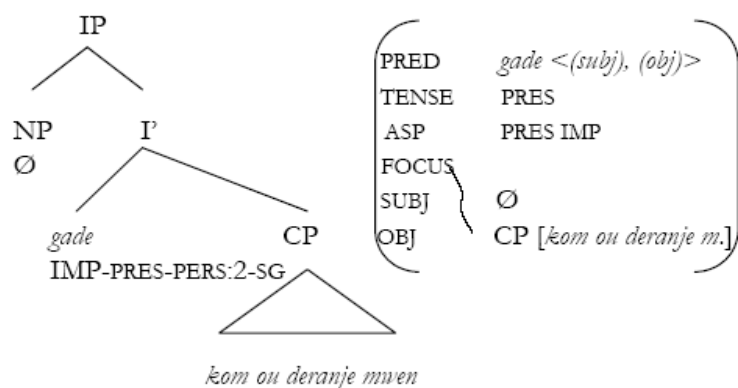 IP
NP I'
Ø
gade CP
IMP-PRES-PERS:2-SG
kom ou deranje mwen
PRED gade <(subj), (obj)>
TENSE PRES
ASP PRES IMP
FOCUS
SUBJ Ø
OBJ CP [kom ou deranje m.]